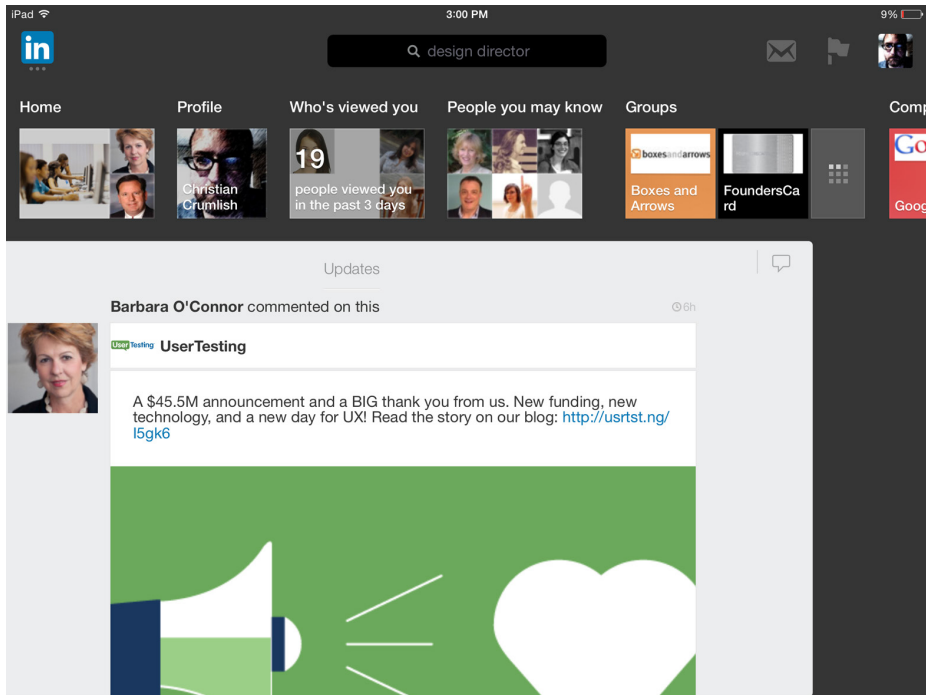 iPad
3:00 PM
9%
in
design director
Home
Profile
Who's viewed you
People you may know
Groups
Comp
Christian
Crumlish
19
people viewed you
in the past 3 days
boxesandarrows
Boxes and
Arrows
FoundersCa
rd
Go
Goog
Updates
Barbara O'Connor commented on this
6h
UserTesting
UserTesting
A $45.5M announcement and a BIG thank you from us. New funding, new
technology, and a new day for UX! Read the story on our blog: http://usrtst.ng/
I5gk6